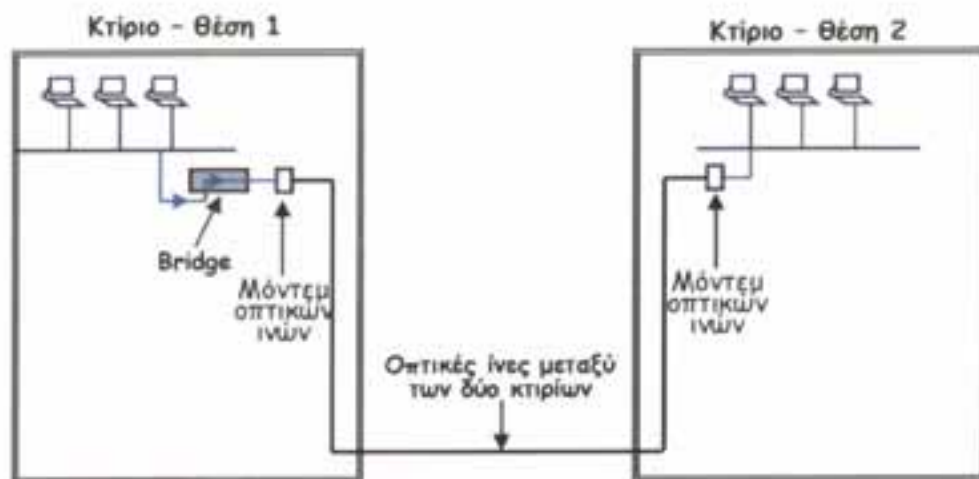 Κτίριο - Θέση 1
Κτίριο - Θέση 2
Bridge
Μόντεμ
οπτικών
ινών
Μόντεμ
οπτικών
ινών
Οπτικές ίνες μεταξύ
των δύο κτιρίων